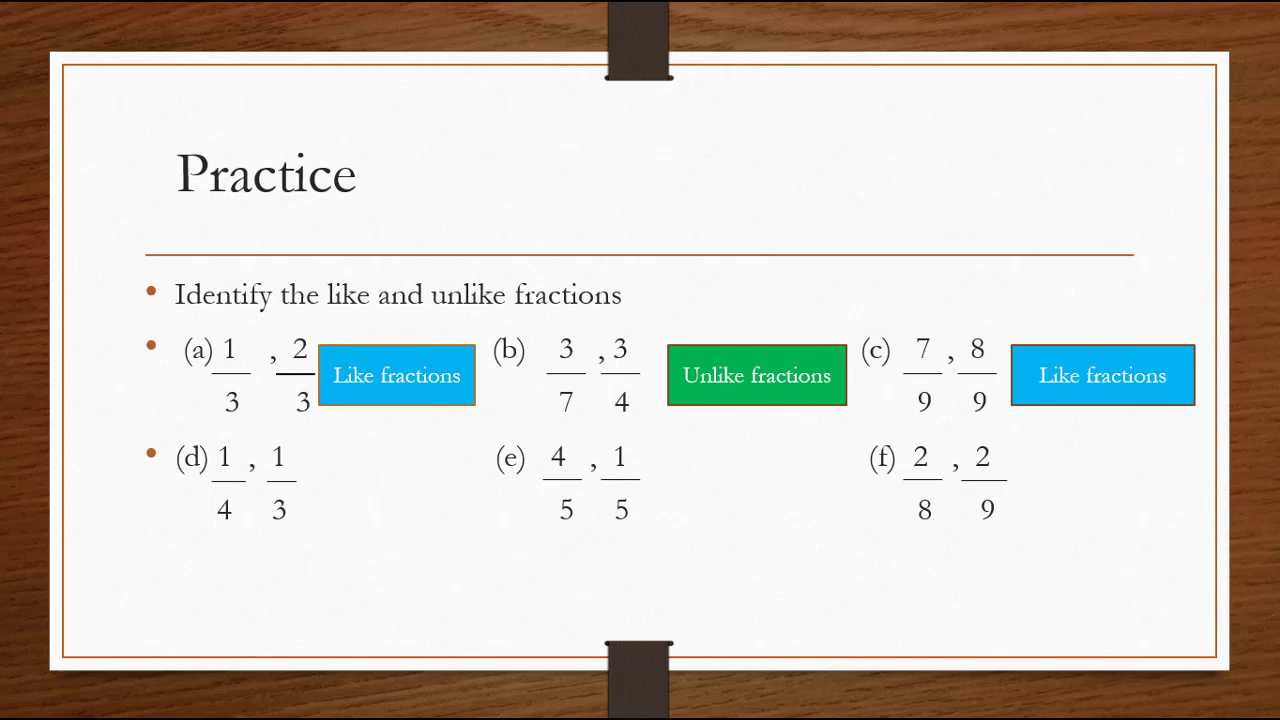 Practice
• Identify the like and unlike fractions
• (a) 1/3 , 2/3 Like fractions (b) 3/7 , 3/4 Unlike fractions (c) 7/9 , 8/9 Like fractions
• (d) 1/4 , 1/3 (e) 4/5 , 1/5 (f) 2/8 , 2/9